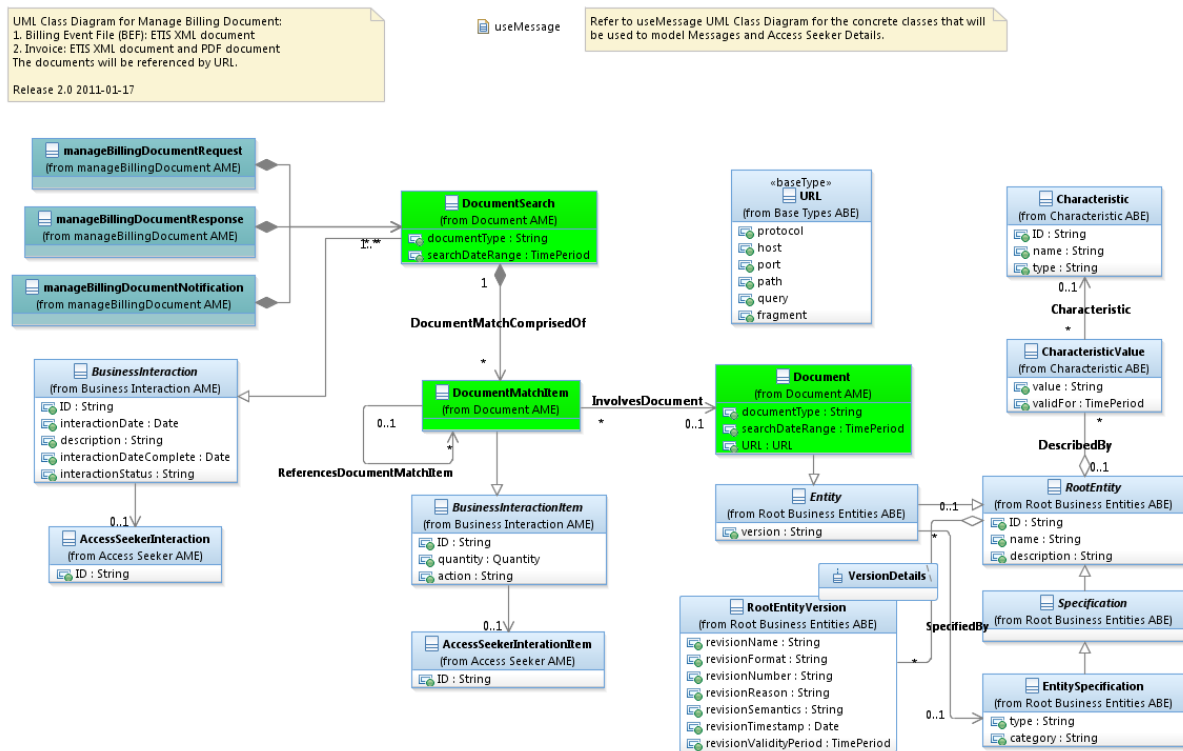 UML Class Diagram for Manage Billing Document:
1. Billing Event File (BEF): ETIS XML document
2. Invoice: ETIS XML document and PDF document
The documents will be referenced by URL.
Release 2.0 2011-01-17
useMessage
Refer to useMessage UML Class Diagram for the concrete classes that will
be used to model Messages and Access Seeker Details.
manageBillingDocumentRequest
(from manageBillingDocument AME)
manageBillingDocumentResponse
(from manageBillingDocument AME)
manageBillingDocumentNotification
(from manageBillingDocument AME)
DocumentSearch
(from Document AME)
documentType : String
searchDateRange : TimePeriod
1
DocumentMatchComprisedOf
*
«baseType»
URL
(from Base Types ABE)
protocol
host
port
path
query
fragment
Characteristic
(from Characteristic ABE)
ID : String
name : String
type : String
0..1
Characteristic
*
CharacteristicValue
(from Characteristic ABE)
value : String
validFor : TimePeriod
*
DescribedBy
0..1
BusinessInteraction
(from Business Interaction AME)
ID : String
interactionDate : Date
description : String
interactionDateComplete : Date
interactionStatus : String
0..1
AccessSeekerInteraction
(from Access Seeker AME)
ID : String
DocumentMatchItem
(from Document AME)
0..1
*
ReferencesDocumentMatchItem
InvolvesDocument
*
0..1
Document
(from Document AME)
documentType : String
searchDateRange : TimePeriod
URL : URL
BusinessInteractionItem
(from Business Interaction AME)
ID : String
quantity : Quantity
action : String
0..1
AccessSeekerInterationItem
(from Access Seeker AME)
ID : String
Entity
(from Root Business Entities ABE)
version : String
0..1
*
RootEntity
(from Root Business Entities ABE)
ID : String
name : String
description : String
VersionDetails
RootEntityVersion
(from Root Business Entities ABE)
revisionName : String
revisionFormat : String
revisionNumber : String
revisionReason : String
revisionSemantics : String
revisionTimestamp : Date
revisionValidityPeriod : TimePeriod
*
SpecifiedBy
0..1
Specification
(from Root Business Entities ABE)
EntitySpecification
(from Root Business Entities ABE)
type : String
category : String